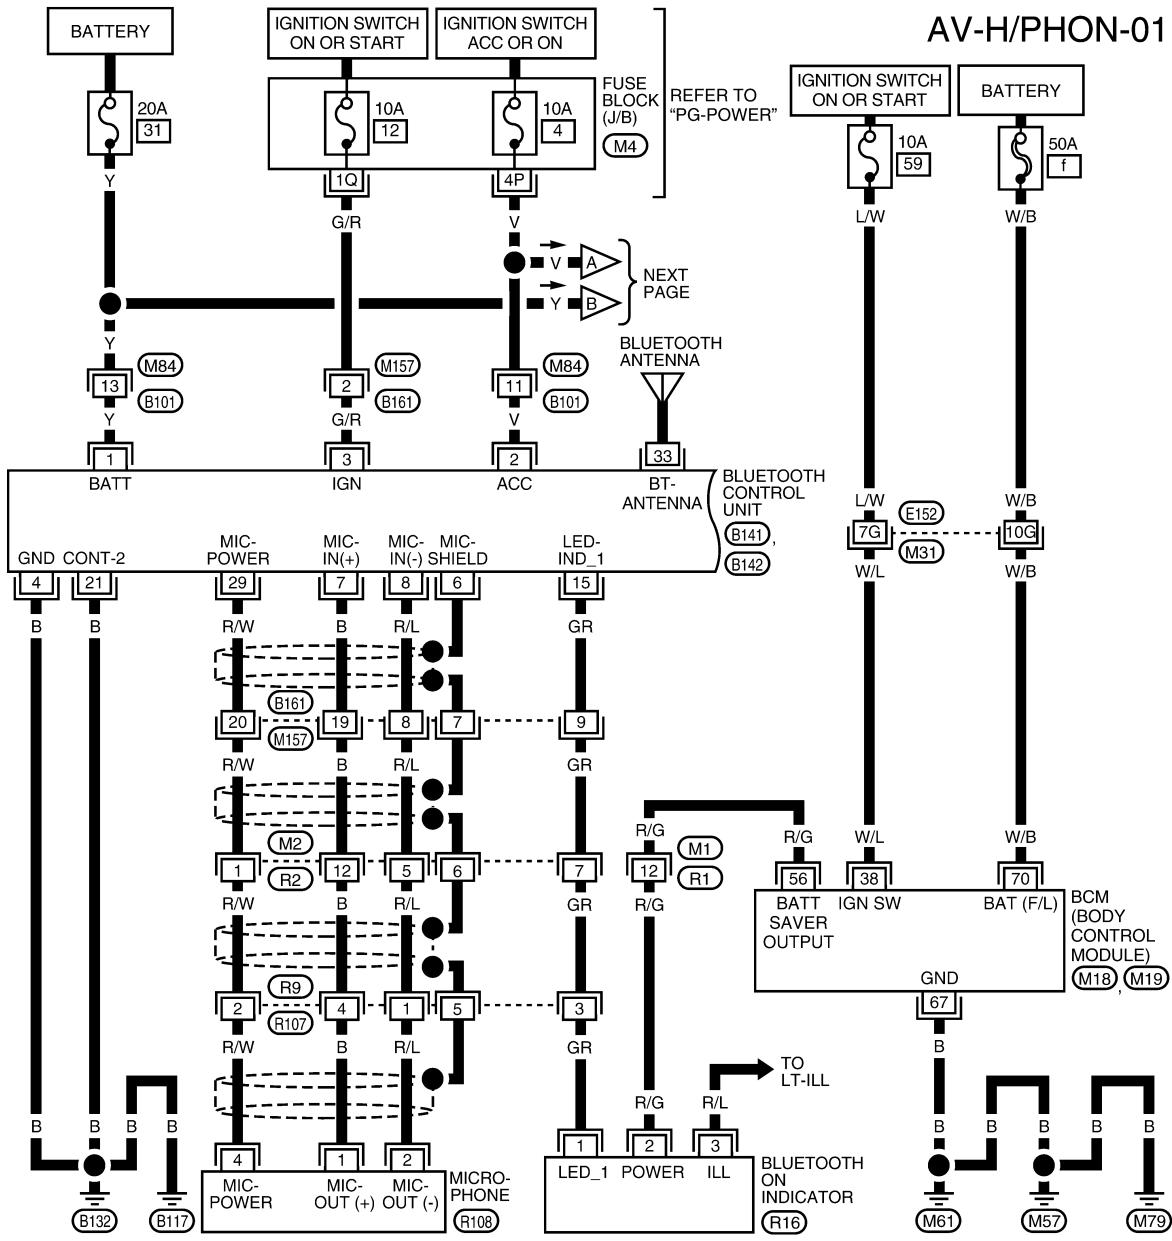 AV-H/PHON-01
BATTERY
IGNITION SWITCH
ON OR START
IGNITION SWITCH
ACC OR ON
IGNITION SWITCH
ON OR START
BATTERY
20A
31
10A
12
10A
4
FUSE
BLOCK
(J/B)
M4
REFER TO
“PG-POWER”
10A
59
50A
f
1Q
4P
Y
G/R
V
L/W
W/B
V
A
Y
B
NEXT
PAGE
BLUETOOTH
ANTENNA
Y
13
M84
B101
2
M157
B161
11
M84
B101
Y
G/R
V
1
3
2
33
BATT
IGN
ACC
BT-
ANTENNA
BLUETOOTH
CONTROL
UNIT
B141 ,
B142
L/W
W/B
7G
E152
M31
10G
W/L
W/B
GND
CONT-2
MIC-
POWER
MIC-
IN(+)
MIC-
IN(-)
MIC-
SHIELD
LED-
IND_1
4
21
29
7
8
6
15
B
B
R/W
B
R/L
GR
B161
M157
20
19
8
7
9
R/W
B
R/L
GR
M2
R2
1
12
5
6
7
R/W
B
R/L
GR
R9
R107
2
4
1
5
3
R/W
B
R/L
GR
R/G
12
M1
R1
R/G
R/G
W/L
W/B
56
38
70
BATT
SAVER
OUTPUT
IGN SW
BAT (F/L)
BCM
(BODY
CONTROL
MODULE)
M18 , M19
GND
67
B
TO
LT-ILL
R/G
R/L
B
B
B
B
B
B
B
B
B
4
1
2
1
2
3
MIC-
POWER
MIC-
OUT (+)
MIC-
OUT (-)
MICRO-
PHONE
R108
LED_1
POWER
ILL
BLUETOOTH
ON
INDICATOR
R16
B132
B117
M61
M57
M79